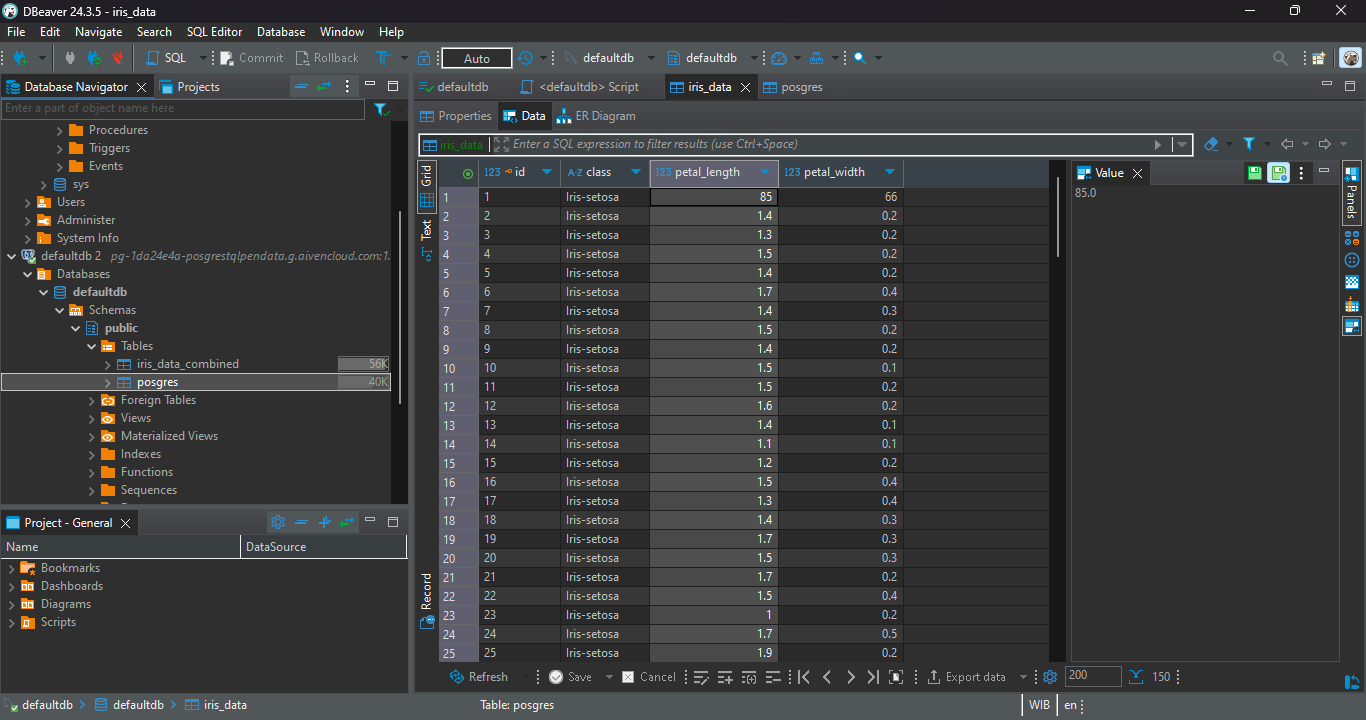 DBeaver 24.3.5 - iris_data
File Edit Navigate Search SQL Editor Database Window Help
SQL Commit Rollback Auto defaultdb defaultdb
Database Navigator Projects
Enter a part of object name here
Procedures
Triggers
Events
sys
Users
Administer
System Info
defaultdb 2 pg-1da24e4a-posgrestqlpendata.g.aivencloud.com:1.
Databases
defaultdb
Schemas
public
Tables
iris_data_combined 56K
posgres 40K
Foreign Tables
Views
Materialized Views
Indexes
Functions
Sequences
Project - General
Name DataSource
Bookmarks
Dashboards
Diagrams
Scripts
defaultdb <defaultdb> Script iris_data posgres
Properties Data ER Diagram
iris_data Enter a SQL expression to filter results (use Ctrl+Space)
Grid
Text
Record
123 id A-Z class 123 petal_length 123 petal_width
1 1 Iris-setosa 85 66
2 2 Iris-setosa 1.4 0.2
3 3 Iris-setosa 1.3 0.2
4 4 Iris-setosa 1.5 0.2
5 5 Iris-setosa 1.4 0.2
6 6 Iris-setosa 1.7 0.4
7 7 Iris-setosa 1.4 0.3
8 8 Iris-setosa 1.5 0.2
9 9 Iris-setosa 1.4 0.2
10 10 Iris-setosa 1.5 0.1
11 11 Iris-setosa 1.5 0.2
12 12 Iris-setosa 1.6 0.2
13 13 Iris-setosa 1.4 0.1
14 14 Iris-setosa 1.1 0.1
15 15 Iris-setosa 1.2 0.2
16 16 Iris-setosa 1.5 0.4
17 17 Iris-setosa 1.3 0.4
18 18 Iris-setosa 1.4 0.3
19 19 Iris-setosa 1.7 0.3
20 20 Iris-setosa 1.5 0.3
21 21 Iris-setosa 1.7 0.2
22 22 Iris-setosa 1.5 0.4
23 23 Iris-setosa 1 0.2
24 24 Iris-setosa 1.7 0.5
25 25 Iris-setosa 1.9 0.2
Value
85.0
Panels
Refresh Save Cancel Export data 200 150
defaultdb defaultdb iris_data Table: posgres WIB en